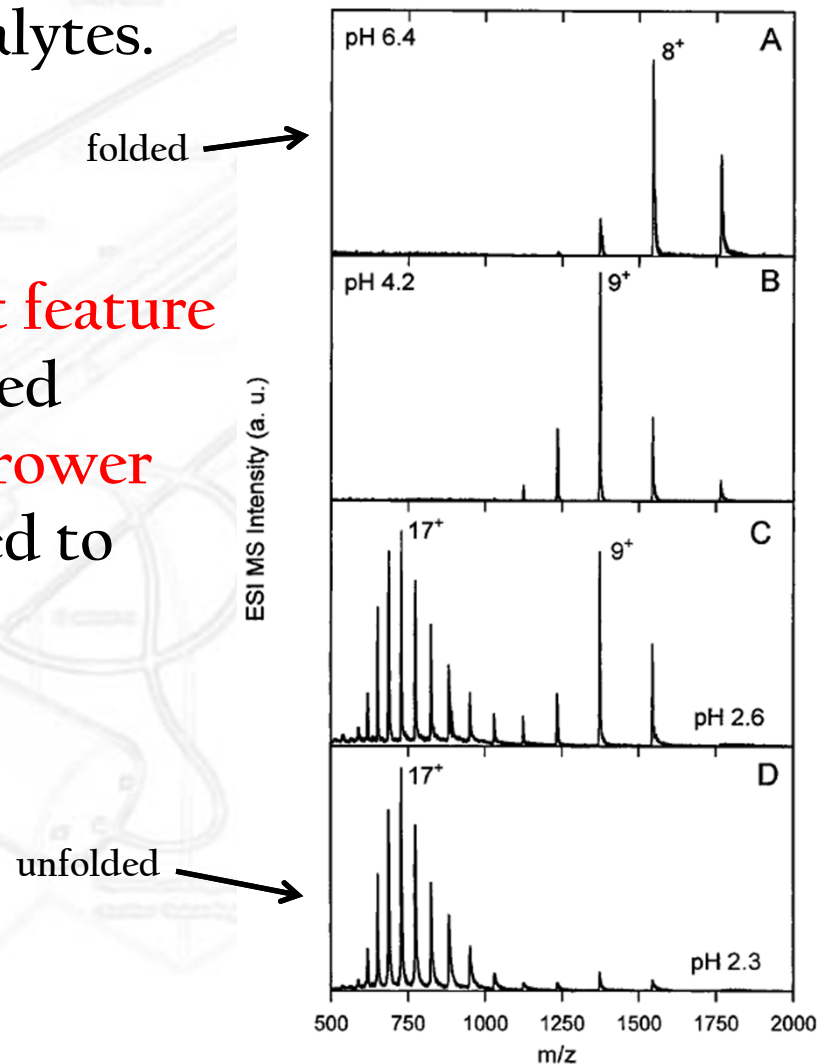 alytes.
folded
t feature
ed
rower
ed to
unfolded
ESI MS Intensity (a. u.)
pH 6.4
8+
A
pH 4.2
9+
B
17+
9+
C
pH 2.6
17+
D
pH 2.3
500 750 1000 1250 1500 1750 2000
m/z